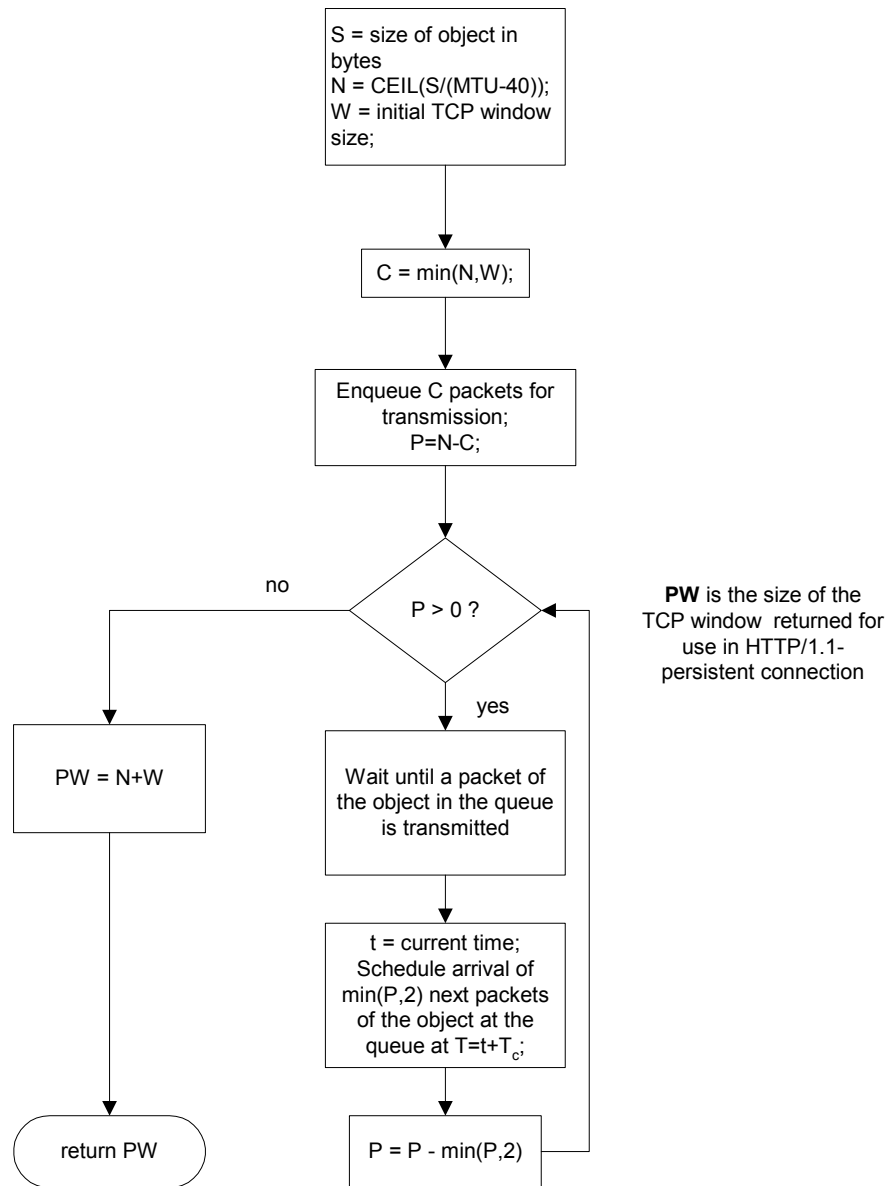 S = size of object in
bytes
N = CEIL(S/(MTU-40));
W = initial TCP window
size;
C = min(N,W);
Enqueue C packets for
transmission;
P=N-C;
P > 0 ?
no
yes
PW is the size of the
TCP window returned for
use in HTTP/1.1-
persistent connection
PW = N+W
Wait until a packet of
the object in the queue
is transmitted
t = current time;
Schedule arrival of
min(P,2) next packets
of the object at the
queue at T=t+Tc;
return PW
P = P - min(P,2)